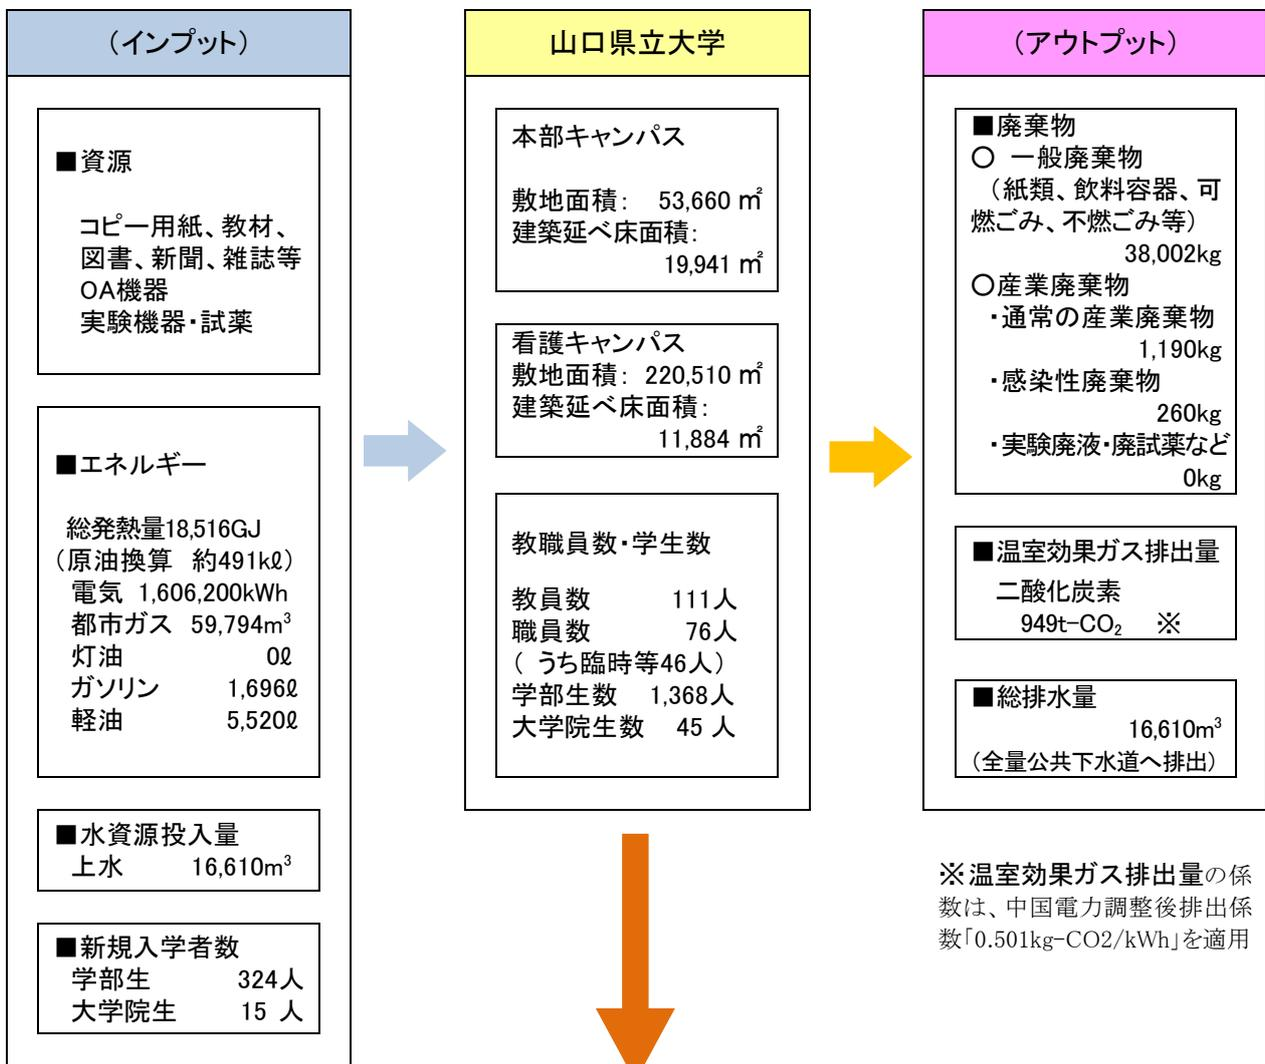 (インプット)
■資源
コピー用紙、教材、
図書、新聞、雑誌等
OA機器
実験機器・試薬
■エネルギー
総発熱量18,516GJ
(原油換算 約491kℓ)
電気 1,606,200kWh
都市ガス 59,794m³
灯油 0ℓ
ガソリン 1,696ℓ
軽油 5,520ℓ
■水資源投入量
上水 16,610m³
■新規入学者数
学部生 324人
大学院生 15 人
山口県立大学
本部キャンパス
敷地面積: 53,660 ㎡
建築延べ床面積:
19,941 ㎡
看護キャンパス
敷地面積: 220,510 ㎡
建築延べ床面積:
11,884 ㎡
教職員数・学生数
教員数 111人
職員数 76人
( うち臨時等46人)
学部生数 1,368人
大学院生数 45 人
(アウトプット)
■廃棄物
○ 一般廃棄物
(紙類、飲料容器、可
燃ごみ、不燃ごみ等)
38,002kg
○産業廃棄物
・通常の産業廃棄物
1,190kg
・感染性廃棄物
260kg
・実験廃液・廃試薬など
0kg
■温室効果ガス排出量
二酸化炭素
949t-CO₂ ※
■総排水量
16,610m³
(全量公共下水道へ排出)
※温室効果ガス排出量の係
数は、中国電力調整後排出係
数「0.501kg-CO2/kWh」を適用